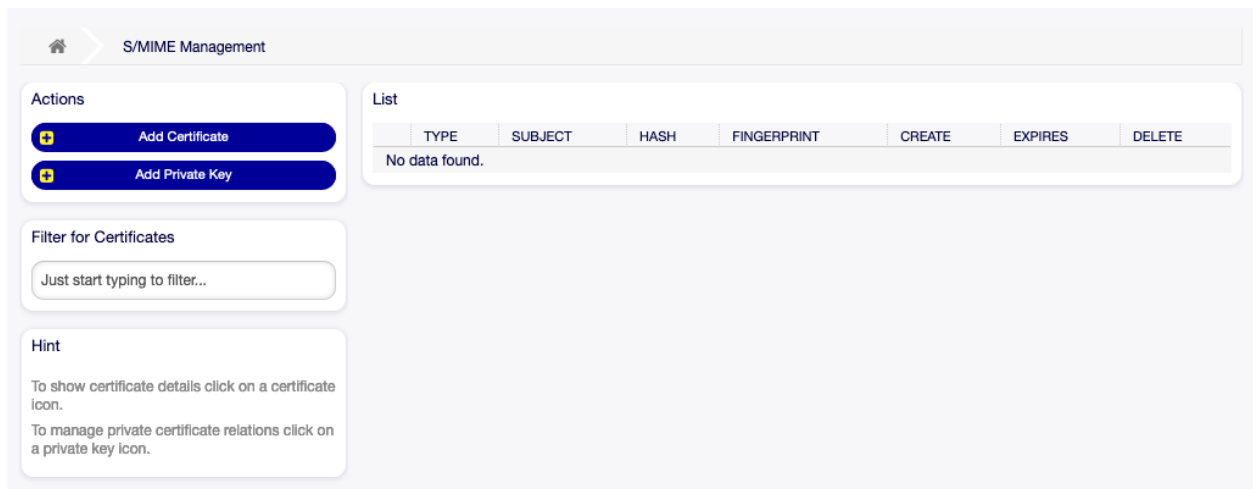 S/MIME Management
Actions
Add Certificate
Add Private Key
Filter for Certificates
Just start typing to filter...
Hint
To show certificate details click on a certificate
icon.
To manage private certificate relations click on
a private key icon.
List
TYPE SUBJECT HASH FINGERPRINT CREATE EXPIRES DELETE
No data found.